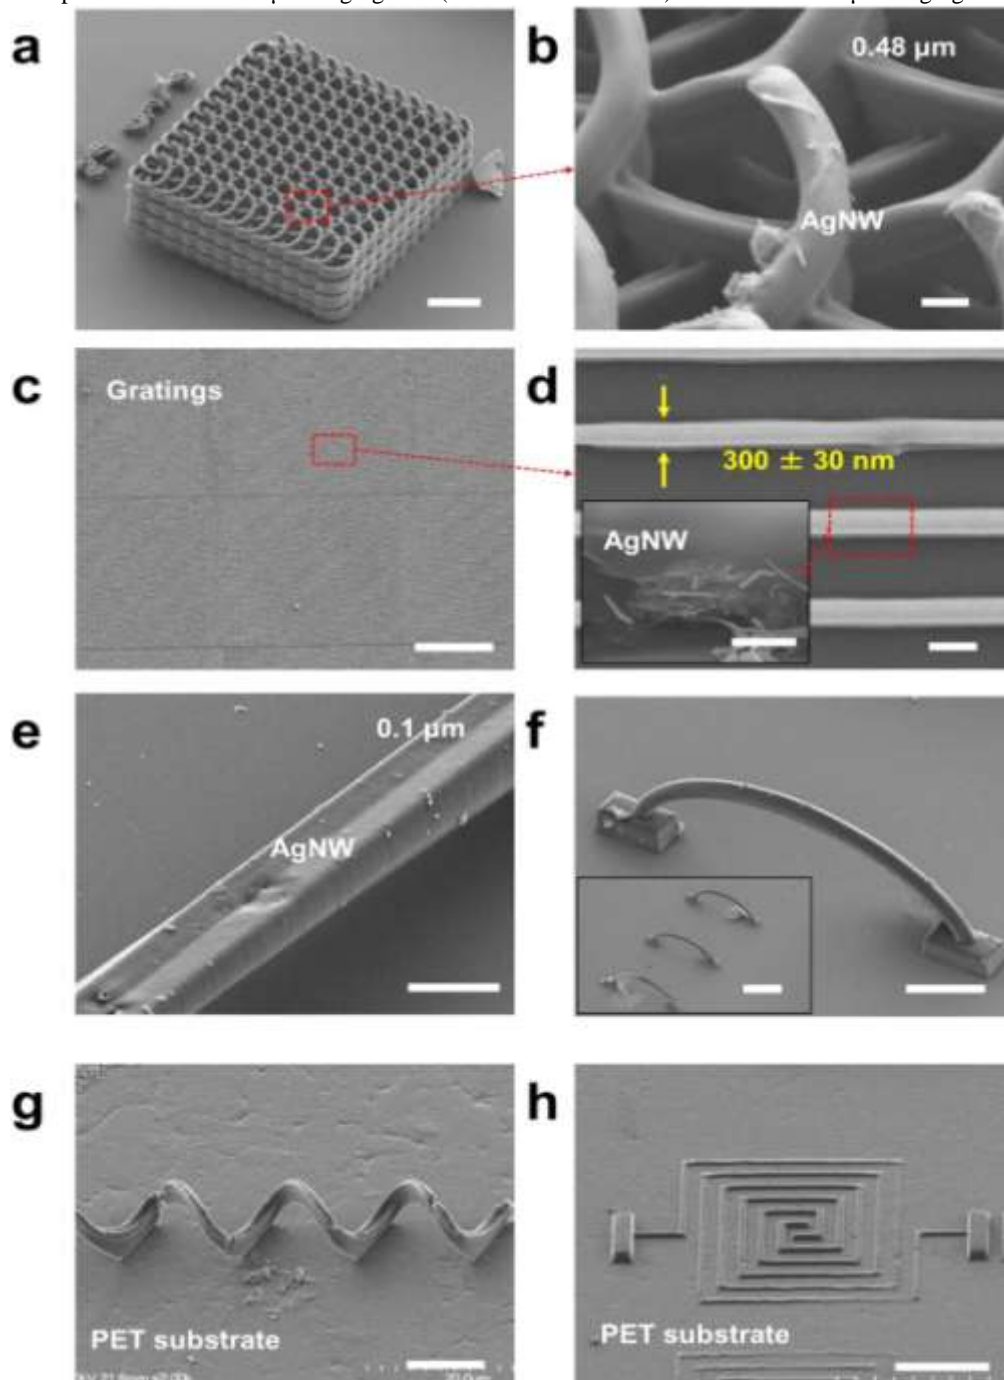 a
b
0.48 μm
AgNW
c
Gratings
d
300 ± 30 nm
AgNW
e
0.1 μm
AgNW
f
g
PET substrate
h
PET substrate